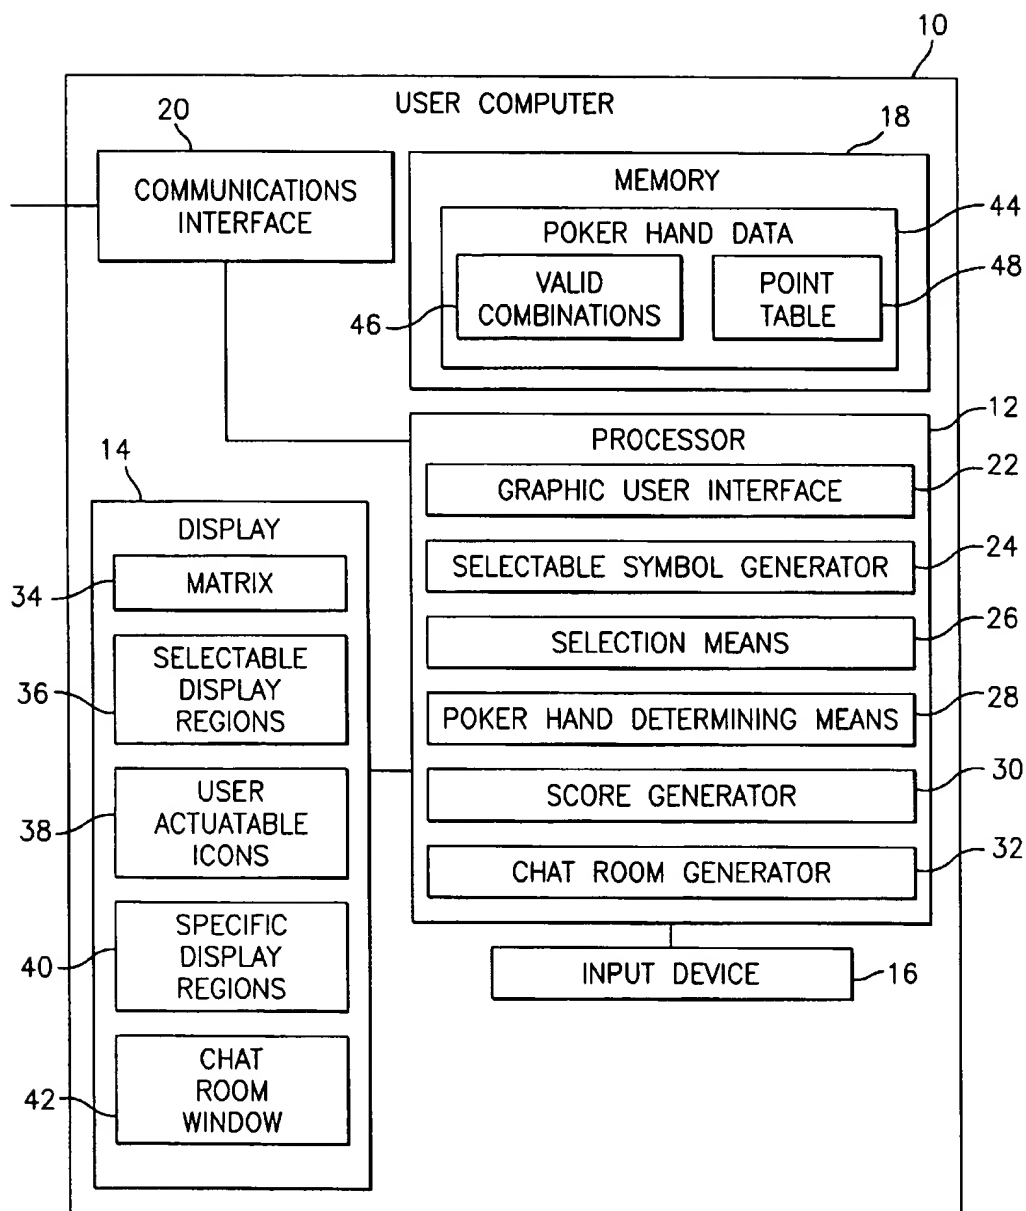 10
USER COMPUTER
20
18
COMMUNICATIONS
INTERFACE
MEMORY
44
POKER HAND DATA
48
VALID
COMBINATIONS
POINT
TABLE
46
12
PROCESSOR
22
GRAPHIC USER INTERFACE
24
SELECTABLE SYMBOL GENERATOR
26
SELECTION MEANS
28
POKER HAND DETERMINING MEANS
30
SCORE GENERATOR
32
CHAT ROOM GENERATOR
INPUT DEVICE
16
14
DISPLAY
34
MATRIX
36
SELECTABLE
DISPLAY
REGIONS
38
USER
ACTUATABLE
ICONS
40
SPECIFIC
DISPLAY
REGIONS
42
CHAT
ROOM
WINDOW